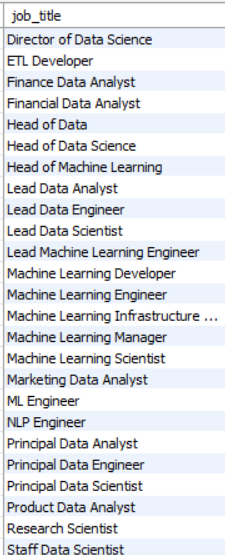 job_title
Director of Data Science
ETL Developer
Finance Data Analyst
Financial Data Analyst
Head of Data
Head of Data Science
Head of Machine Learning
Lead Data Analyst
Lead Data Engineer
Lead Data Scientist
Lead Machine Learning Engineer
Machine Learning Developer
Machine Learning Engineer
Machine Learning Infrastructure ...
Machine Learning Manager
Machine Learning Scientist
Marketing Data Analyst
ML Engineer
NLP Engineer
Principal Data Analyst
Principal Data Engineer
Principal Data Scientist
Product Data Analyst
Research Scientist
Staff Data Scientist